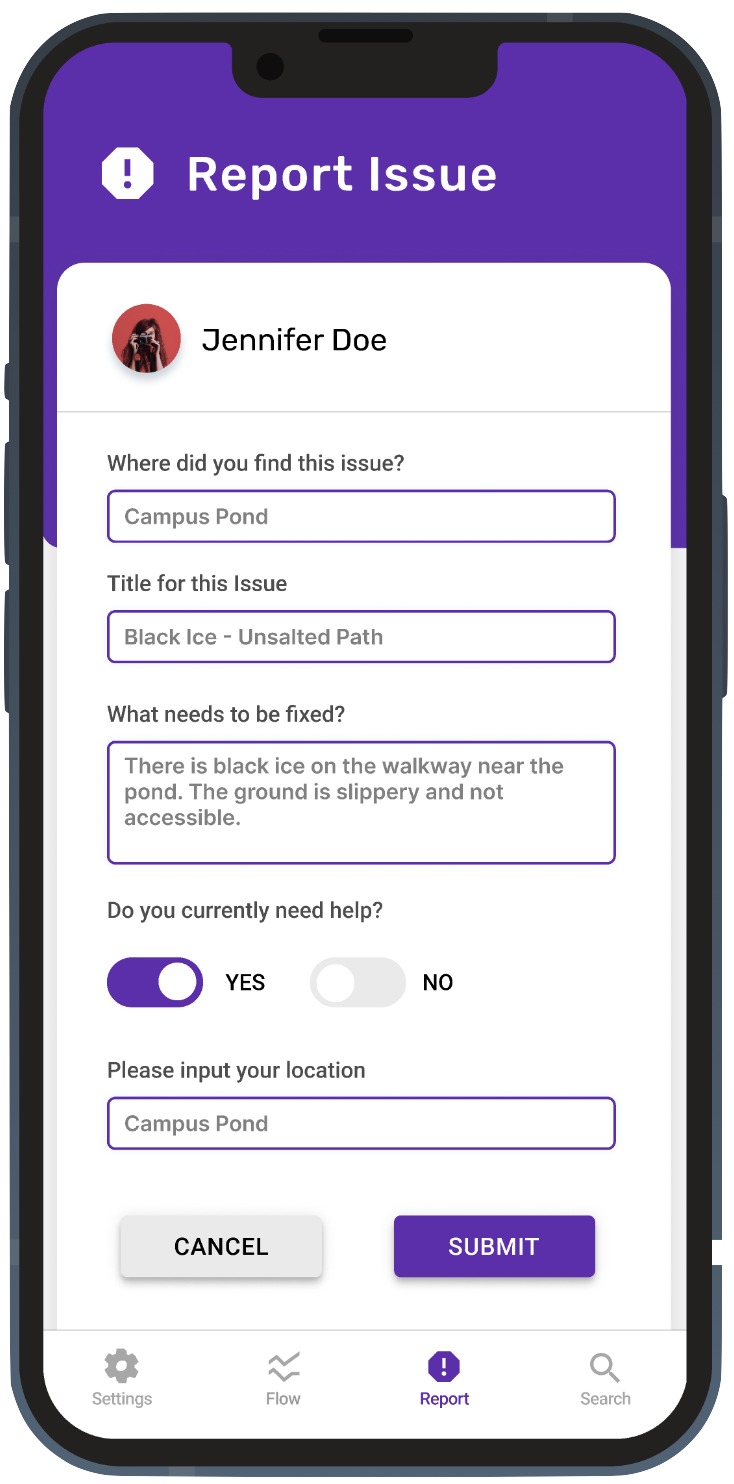 Report Issue
Jennifer Doe
Where did you find this issue?
Campus Pond
Title for this Issue
Black Ice - Unsalted Path
What needs to be fixed?
There is black ice on the walkway near the
pond. The ground is slippery and not
accessible.
Do you currently need help?
YES NO
Please input your location
Campus Pond
CANCEL SUBMIT
Settings Flow Report Search